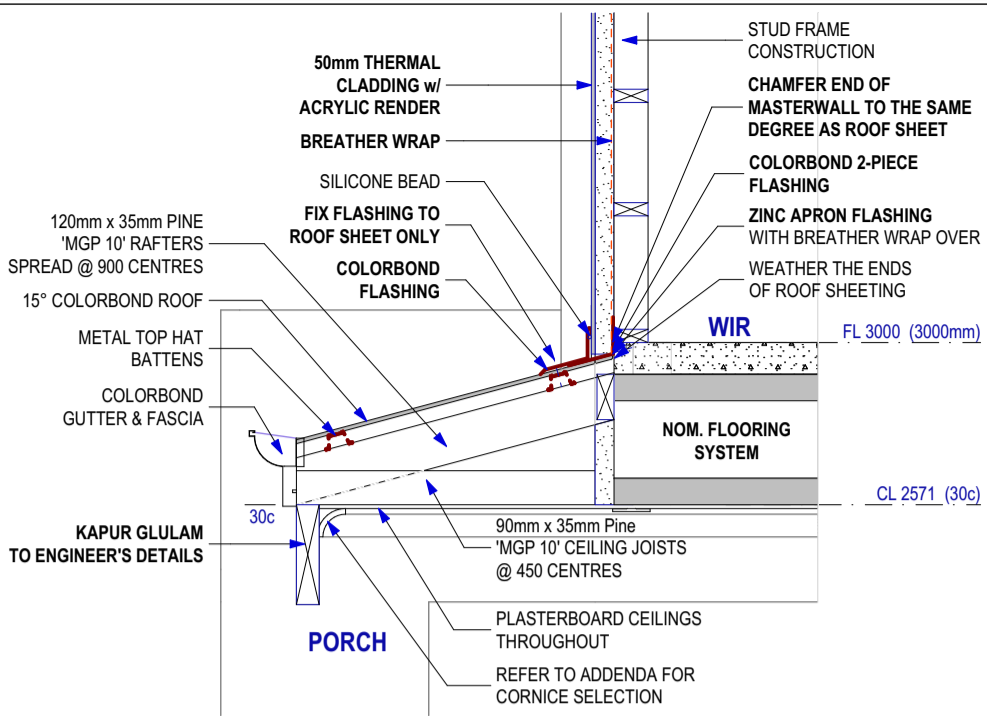 50mm THERMAL
CLADDING w/
ACRYLIC RENDER
BREATHER WRAP
SILICONE BEAD
FIX FLASHING TO
ROOF SHEET ONLY
COLORBOND
FLASHING
120mm x 35mm PINE
'MGP 10' RAFTERS
SPREAD @ 900 CENTRES
15° COLORBOND ROOF
METAL TOP HAT
BATTENS
COLORBOND
GUTTER & FASCIA
30c
KAPUR GLULAM
TO ENGINEER'S DETAILS
STUD FRAME
CONSTRUCTION
CHAMFER END OF
MASTERWALL TO THE SAME
DEGREE AS ROOF SHEET
COLORBOND 2-PIECE
FLASHING
ZINC APRON FLASHING
WITH BREATHER WRAP OVER
WEATHER THE ENDS
OF ROOF SHEETING
WIR
FL 3000 (3000mm)
NOM. FLOORING
SYSTEM
CL 2571 (30c)
90mm x 35mm Pine
'MGP 10' CEILING JOISTS
@ 450 CENTRES
PORCH
PLASTERBOARD CEILINGS
THROUGHOUT
REFER TO ADDENDA FOR
CORNICE SELECTION